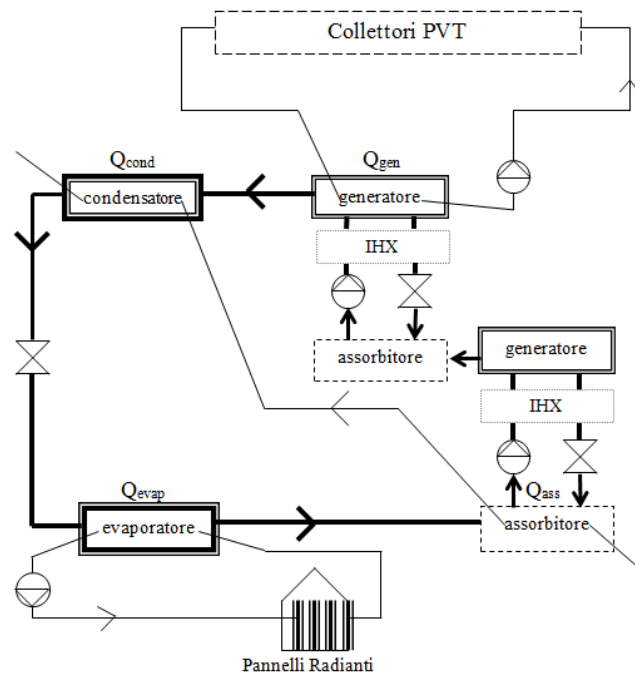 Collettori PVT
Qcond
Qgen
condensatore
generatore
IHX
assorbitore
generatore
IHX
Qevap
Qass
evaporatore
assorbitore
Pannelli Radianti